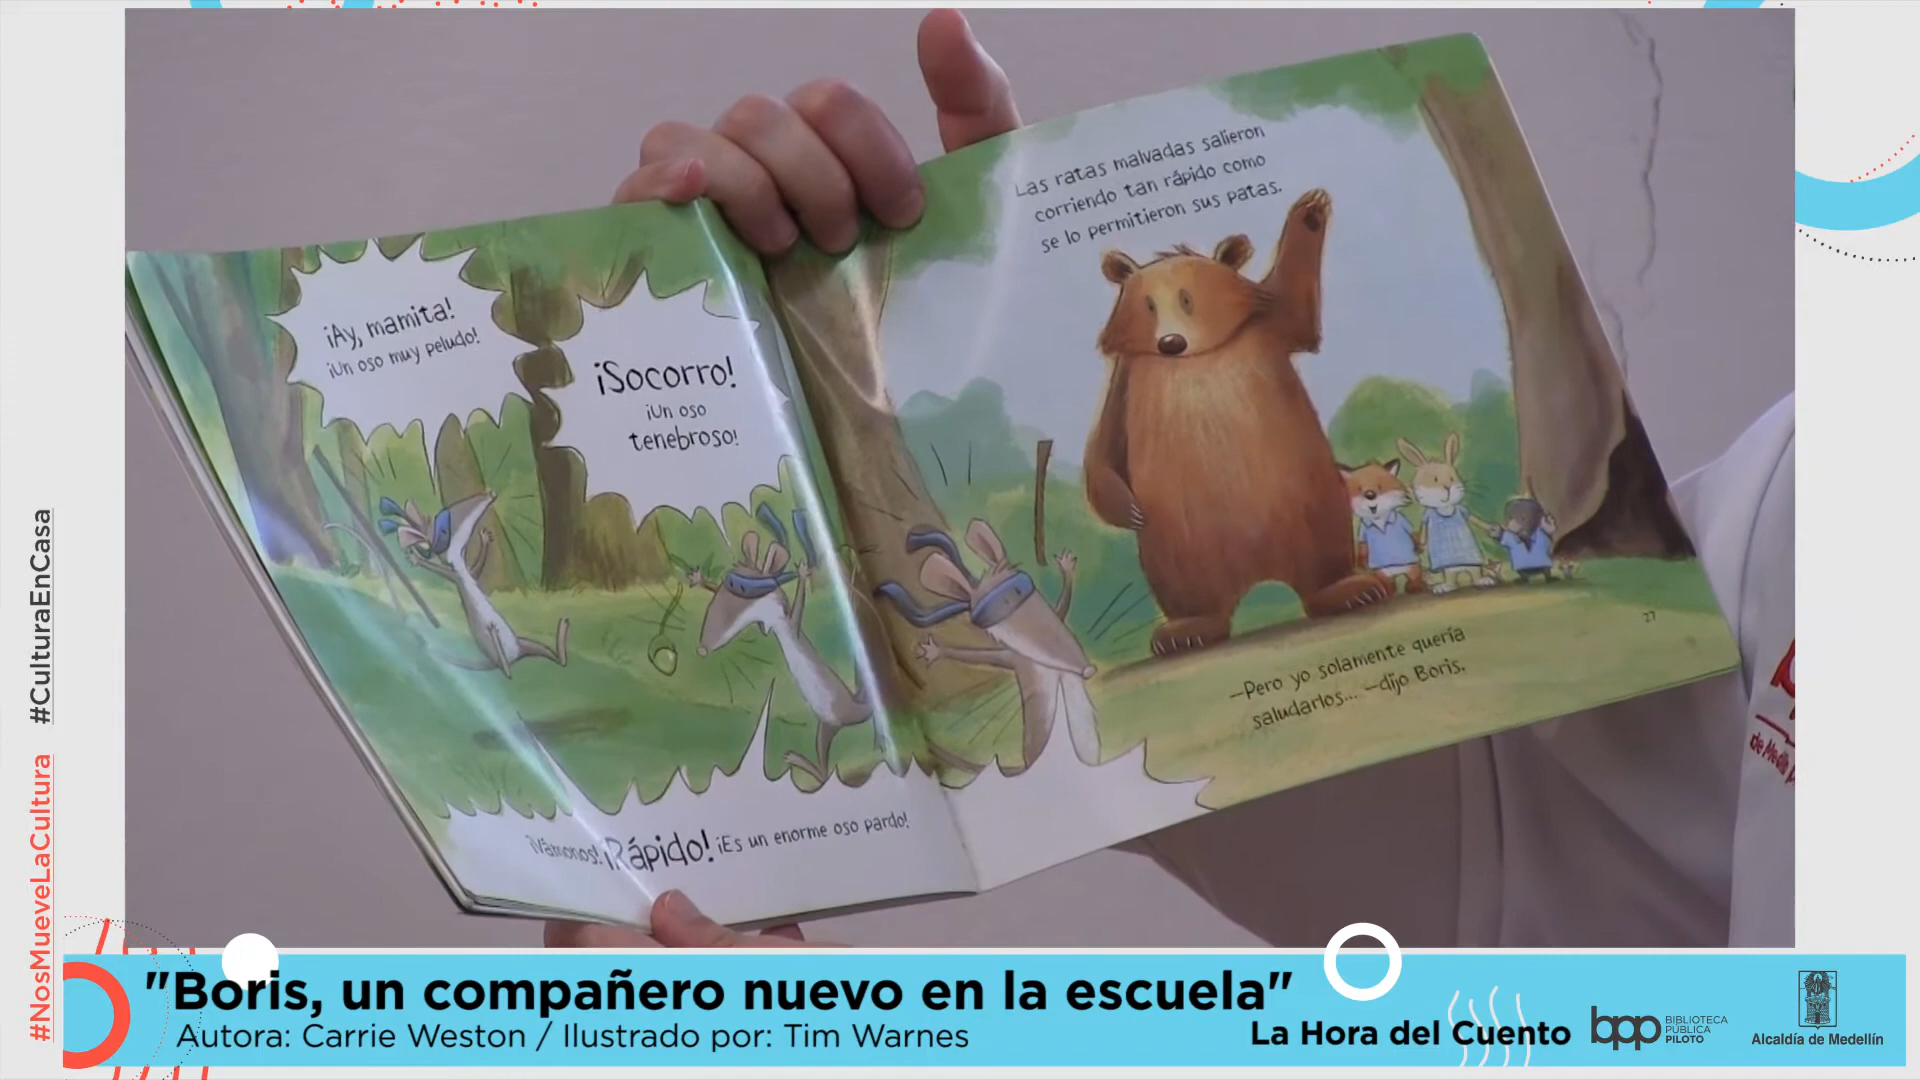 ¡Ay, mamita!
¡Un oso muy peludo!
¡Socorro!
¡Un oso
tenebroso!
¡Vámonos! ¡Rápido! ¡Es un enorme oso pardo!
Las ratas malvadas salieron
corriendo tan rápido como
se lo permitieron sus patas.
—Pero yo solamente quería
saludarlos... —dijo Boris.
27
#NosMueveLaCultura #CulturaEnCasa
"Boris, un compañero nuevo en la escuela"
Autora: Carrie Weston / Ilustrado por: Tim Warnes
La Hora del Cuento
bpp
BIBLIOTECA
PÚBLICA
PILOTO
Alcaldía de Medellín